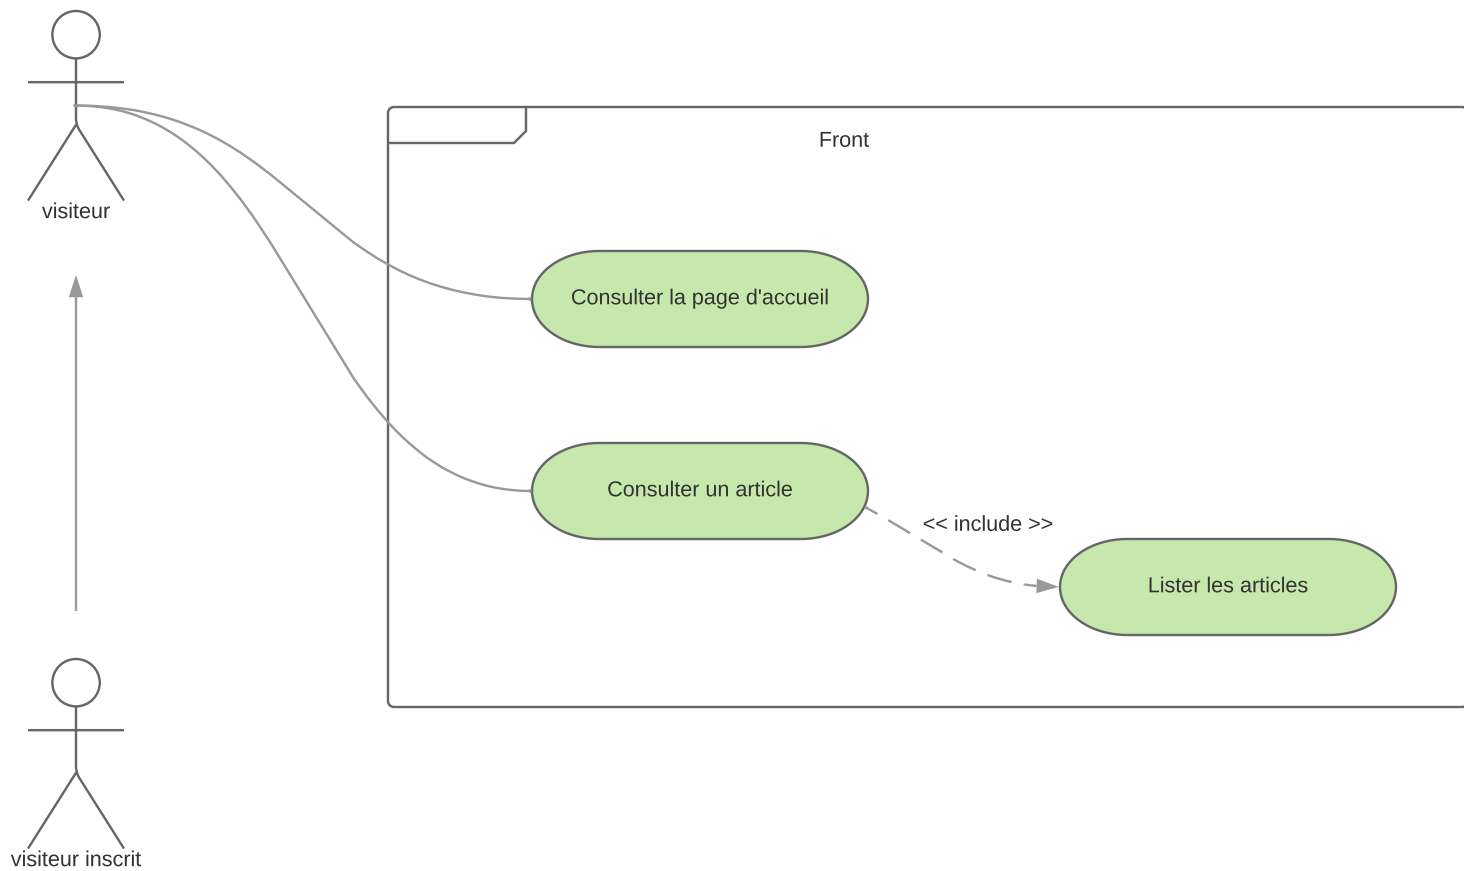 visiteur
Front
Consulter la page d'accueil
Consulter un article
<< include >>
Lister les articles
visiteur inscrit